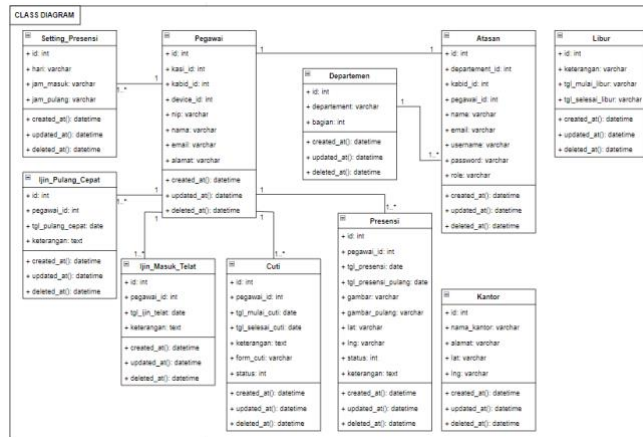 CLASS DIAGRAM
Setting_Presensi
+ id: int
+ hari: varchar
+ jam_masuk: varchar
+ jam_pulang: varchar
+ created_at(): datetime
+ updated_at(): datetime
+ deleted_at(): datetime
1..*
1
Pegawai
+ id: int
+ kasi_id: int
+ kabid_id: int
+ device_id: int
+ nip: varchar
+ nama: varchar
+ email: varchar
+ alamat: varchar
+ created_at(): datetime
+ updated_at(): datetime
+ deleted_at(): datetime
1
1
Departemen
+ id: int
+ departement: varchar
+ bagian: int
+ created_at(): datetime
+ updated_at(): datetime
+ deleted_at(): datetime
1
1..*
Atasan
+ id: int
+ departement_id: int
+ kabid_id: int
+ pegawai_id: int
+ name: varchar
+ email: varchar
+ username: varchar
+ password: varchar
+ role: varchar
+ created_at(): datetime
+ updated_at(): datetime
+ deleted_at(): datetime
Libur
+ id: int
+ keterangan: varchar
+ tgl_mulai_libur: varchar
+ tgl_selesai_libur: varchar
+ created_at(): datetime
+ updated_at(): datetime
+ deleted_at(): datetime
Ijin_Pulang_Cepat
+ id: int
+ pegawai_id: int
+ tgl_pulang_cepat: date
+ keterangan: text
+ created_at(): datetime
+ updated_at(): datetime
+ deleted_at(): datetime
1..*
1
1
1
1
1..*
1..*
1..*
Ijin_Masuk_Telat
+ id: int
+ pegawai_id: int
+ tgl_ijin_telat: date
+ keterangan: text
+ created_at(): datetime
+ updated_at(): datetime
+ deleted_at(): datetime
Cuti
+ id: int
+ pegawai_id: int
+ tgl_mulai_cuti: date
+ tgl_selesai_cuti: date
+ keterangan: text
+ form_cuti: varchar
+ status: int
+ created_at(): datetime
+ updated_at(): datetime
+ deleted_at(): datetime
Presensi
+ id: int
+ pegawai_id: int
+ tgl_presensi: date
+ tgl_presensi_pulang: date
+ gambar: varchar
+ gambar_pulang: varchar
+ lat: varchar
+ lng: varchar
+ status: int
+ keterangan: text
+ created_at(): datetime
+ updated_at(): datetime
+ deleted_at(): datetime
Kantor
+ id: int
+ nama_kantor: varchar
+ alamat: varchar
+ lat: varchar
+ lng: varchar
+ created_at(): datetime
+ updated_at(): datetime
+ deleted_at(): datetime